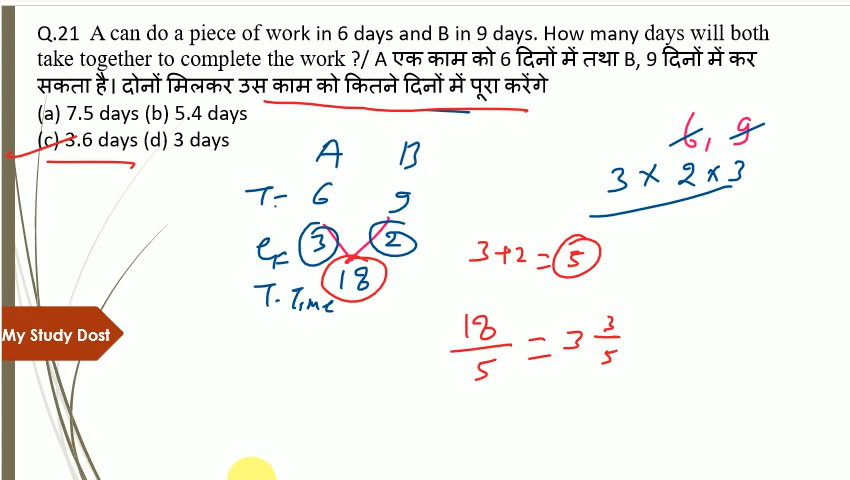 Q.21 A can do a piece of work in 6 days and B in 9 days. How many days will both
take together to complete the work ?/ A एक काम को 6 दिनों में तथा B, 9 दिनों में कर
सकता है। दोनों मिलकर उस काम को कितने दिनों में पूरा करेंगे
(a) 7.5 days (b) 5.4 days
(c) 3.6 days (d) 3 days
6, 9
3 × 2 × 3
A B
T- 6 9
3 2
3+2 = 5
18
T. Time
18/5 = 3 3/5
My Study Dost